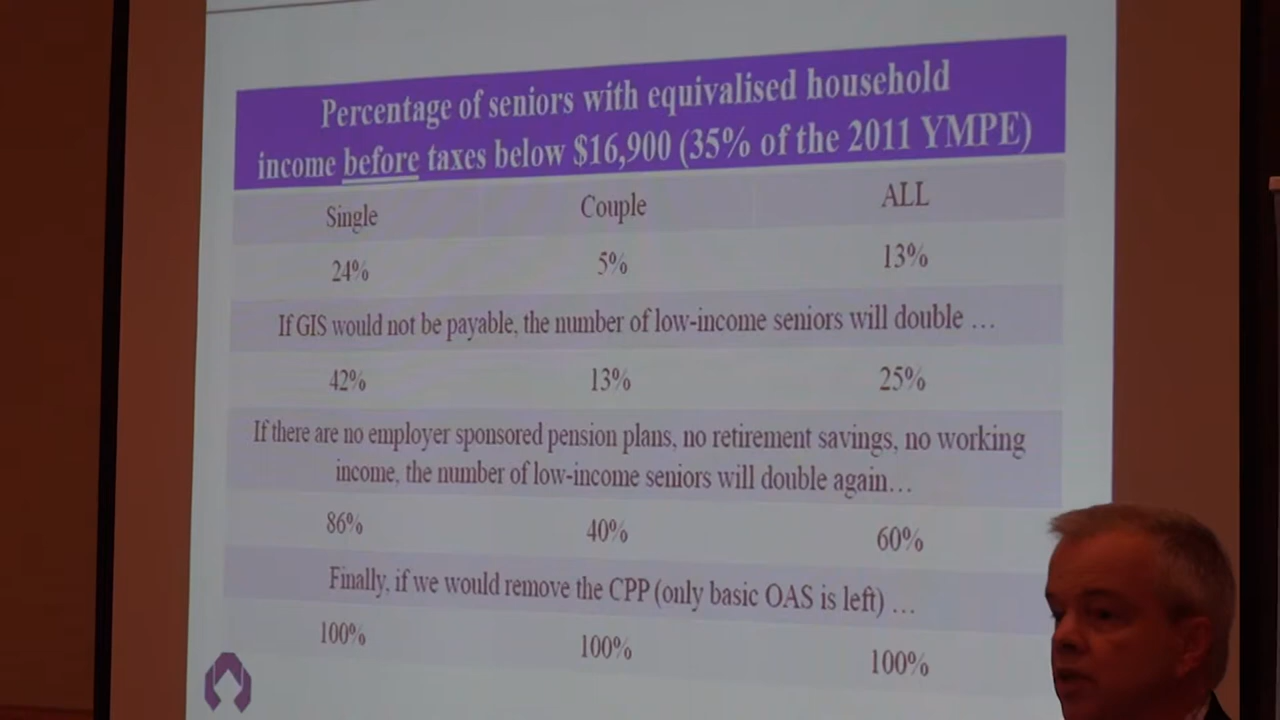 Percentage of seniors with equivalised household
income before taxes below $16,900 (35% of the 2011 YMPE)
Single Couple ALL
24% 5% 13%
If GIS would not be payable, the number of low-income seniors will double …
42% 13% 25%
If there are no employer sponsored pension plans, no retirement savings, no working
income, the number of low-income seniors will double again…
86% 40% 60%
Finally, if we would remove the CPP (only basic OAS is left) …
100% 100% 100%